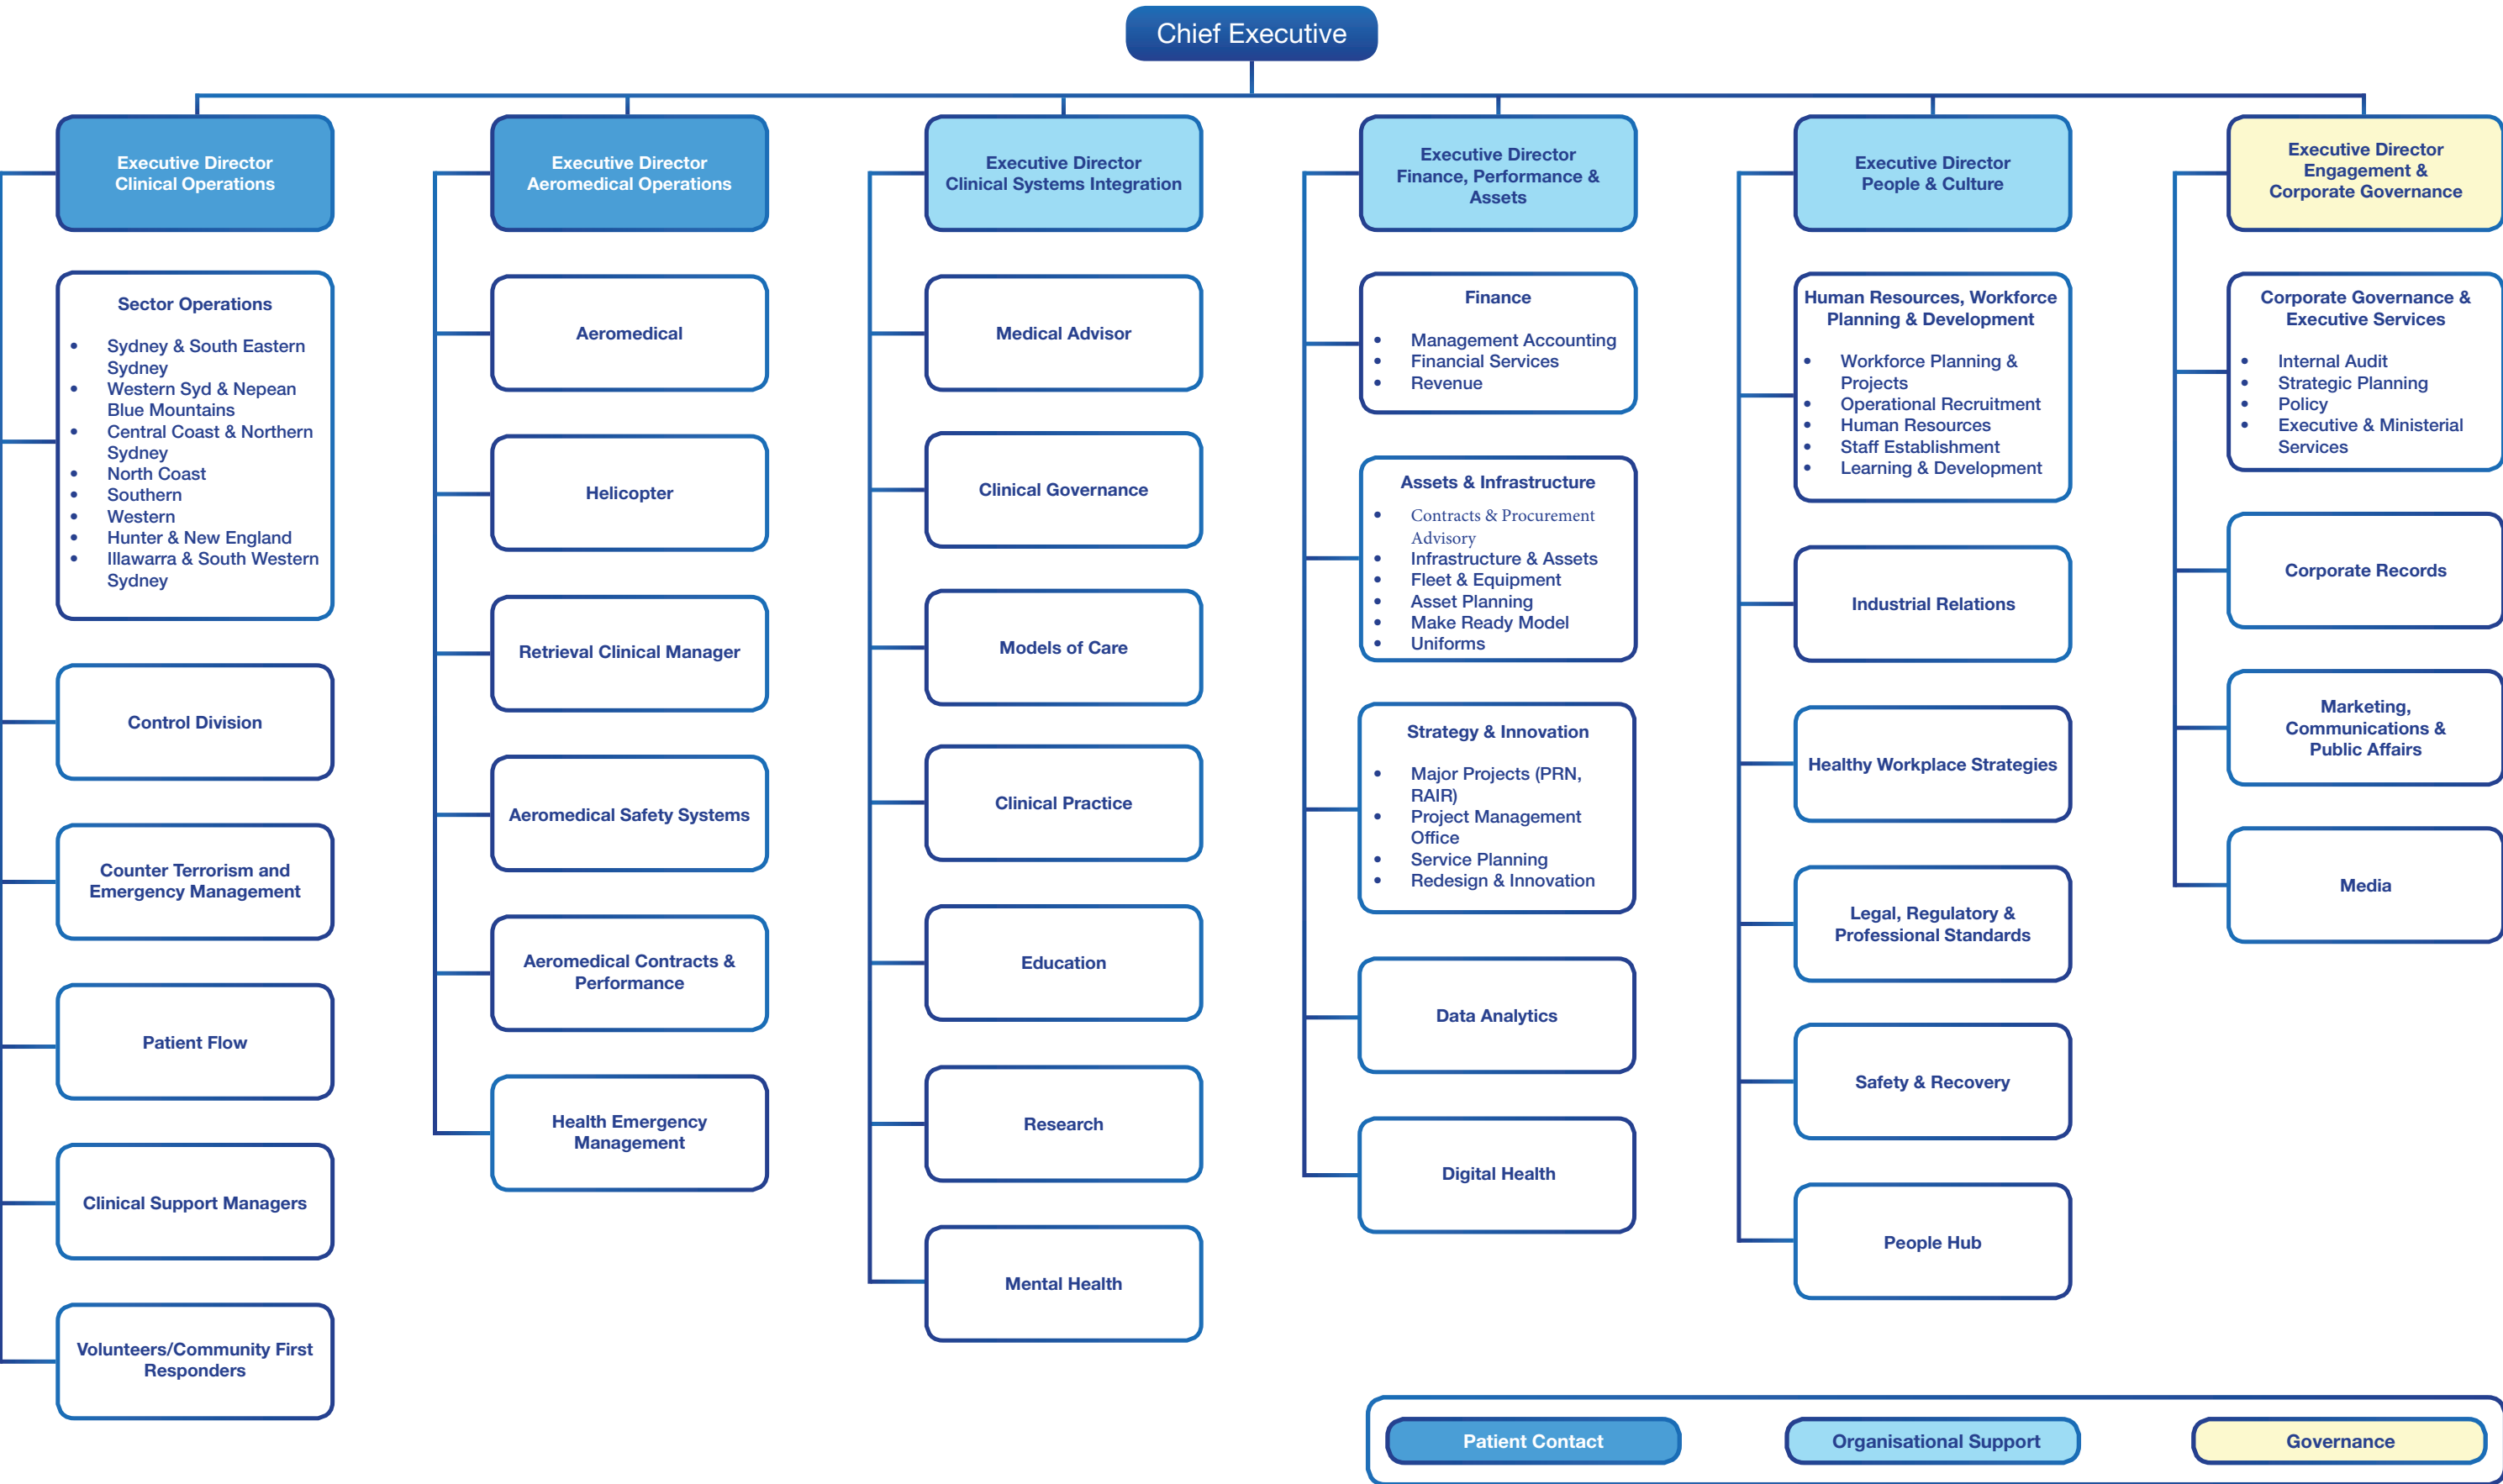 Chief Executive
Executive Director
Clinical Operations
Sector Operations
• Sydney & South Eastern
Sydney
• Western Syd & Nepean
Blue Mountains
• Central Coast & Northern
Sydney
• North Coast
• Southern
• Western
• Hunter & New England
• Illawarra & South Western
Sydney
Control Division
Counter Terrorism and
Emergency Management
Patient Flow
Clinical Support Managers
Volunteers/Community First
Responders
Executive Director
Aeromedical Operations
Aeromedical
Helicopter
Retrieval Clinical Manager
Aeromedical Safety Systems
Aeromedical Contracts &
Performance
Health Emergency
Management
Executive Director
Clinical Systems Integration
Medical Advisor
Clinical Governance
Models of Care
Clinical Practice
Education
Research
Mental Health
Executive Director
Finance, Performance &
Assets
Finance
• Management Accounting
• Financial Services
• Revenue
Assets & Infrastructure
• Contracts & Procurement
Advisory
• Infrastructure & Assets
• Fleet & Equipment
• Asset Planning
• Make Ready Model
• Uniforms
Strategy & Innovation
• Major Projects (PRN,
RAIR)
• Project Management
Office
• Service Planning
• Redesign & Innovation
Data Analytics
Digital Health
Executive Director
People & Culture
Human Resources, Workforce
Planning & Development
• Workforce Planning &
Projects
• Operational Recruitment
• Human Resources
• Staff Establishment
• Learning & Development
Industrial Relations
Healthy Workplace Strategies
Legal, Regulatory &
Professional Standards
Safety & Recovery
People Hub
Executive Director
Engagement &
Corporate Governance
Corporate Governance &
Executive Services
• Internal Audit
• Strategic Planning
• Policy
• Executive & Ministerial
Services
Corporate Records
Marketing,
Communications &
Public Affairs
Media
Patient Contact
Organisational Support
Governance